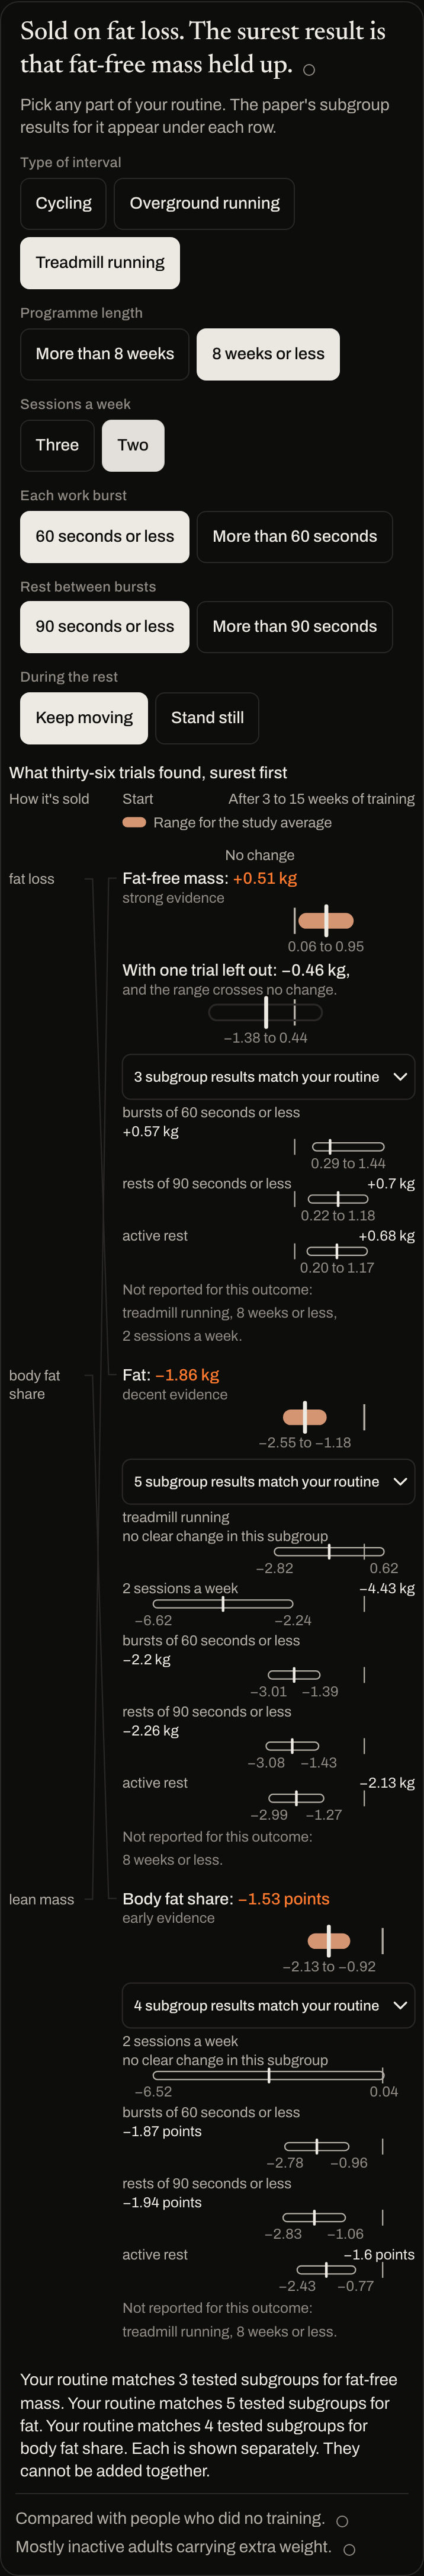 Sold on fat loss. The surest result is
that fat-free mass held up.
Pick any part of your routine. The paper's subgroup
results for it appear under each row.
Type of interval
Cycling
Overground running
Treadmill running
Programme length
More than 8 weeks
8 weeks or less
Sessions a week
Three
Two
Each work burst
60 seconds or less
More than 60 seconds
Rest between bursts
90 seconds or less
More than 90 seconds
During the rest
Keep moving
Stand still
What thirty-six trials found, surest first
How it's sold
Start
After 3 to 15 weeks of training
Range for the study average
No change
fat loss
Fat-free mass: +0.51 kg
strong evidence
0.06 to 0.95
With one trial left out: −0.46 kg,
and the range crosses no change.
−1.38 to 0.44
3 subgroup results match your routine
bursts of 60 seconds or less
+0.57 kg
0.29 to 1.44
rests of 90 seconds or less
+0.7 kg
0.22 to 1.18
active rest
+0.68 kg
0.20 to 1.17
Not reported for this outcome:
treadmill running, 8 weeks or less,
2 sessions a week.
body fat
share
Fat: −1.86 kg
decent evidence
−2.55 to −1.18
5 subgroup results match your routine
treadmill running
no clear change in this subgroup
−2.82
0.62
2 sessions a week
−4.43 kg
−6.62
−2.24
bursts of 60 seconds or less
−2.2 kg
−3.01
−1.39
rests of 90 seconds or less
−2.26 kg
−3.08
−1.43
active rest
−2.13 kg
−2.99
−1.27
Not reported for this outcome:
8 weeks or less.
lean mass
Body fat share: −1.53 points
early evidence
−2.13 to −0.92
4 subgroup results match your routine
2 sessions a week
no clear change in this subgroup
−6.52
0.04
bursts of 60 seconds or less
−1.87 points
−2.78
−0.96
rests of 90 seconds or less
−1.94 points
−2.83
−1.06
active rest
−1.6 points
−2.43
−0.77
Not reported for this outcome:
treadmill running, 8 weeks or less.
Your routine matches 3 tested subgroups for fat-free
mass. Your routine matches 5 tested subgroups for
fat. Your routine matches 4 tested subgroups for
body fat share. Each is shown separately. They
cannot be added together.
Compared with people who did no training.
Mostly inactive adults carrying extra weight.